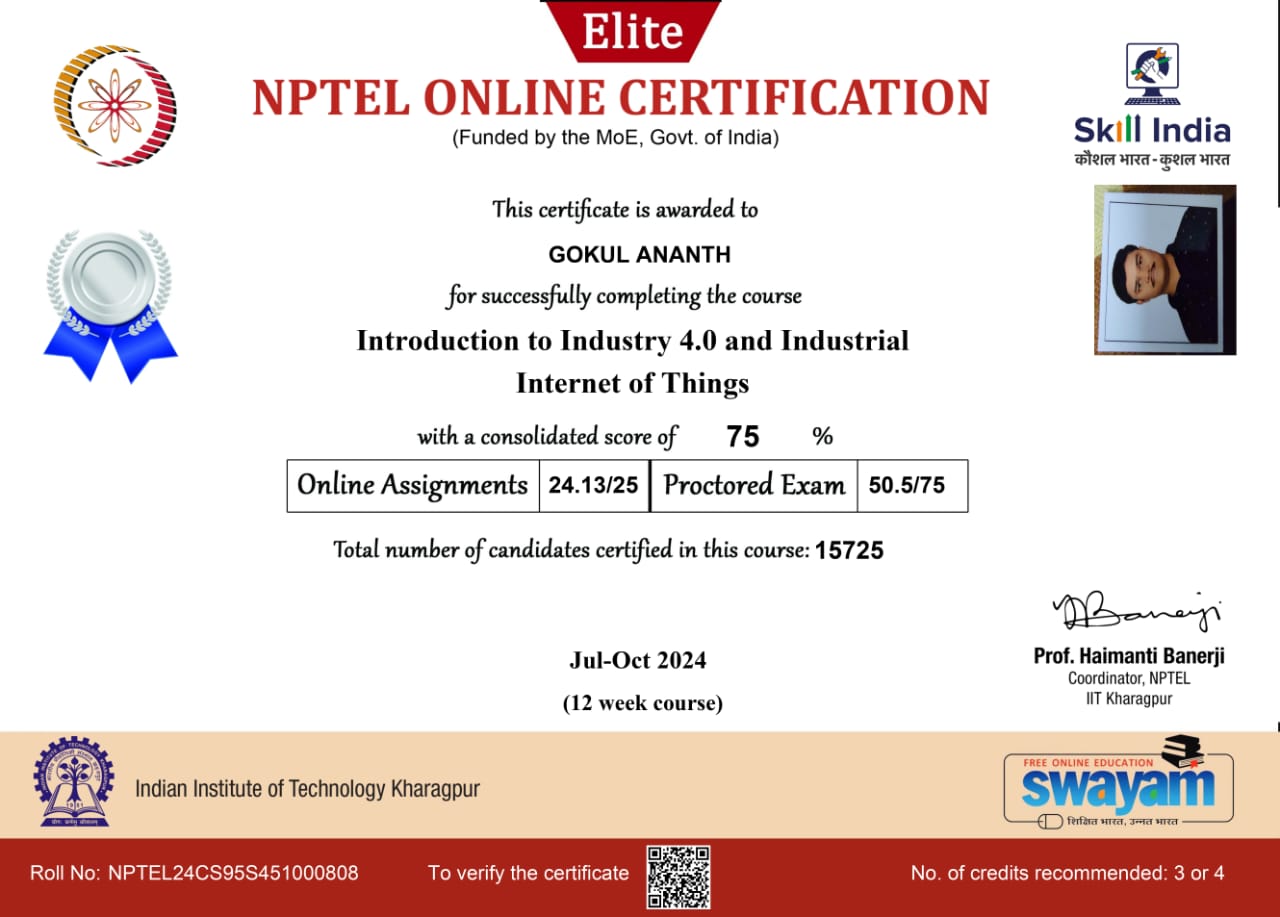 Elite
NPTEL ONLINE CERTIFICATION
(Funded by the MoE, Govt. of India)
Skill India
कौशल भारत - कुशल भारत
This certificate is awarded to
GOKUL ANANTH
for successfully completing the course
Introduction to Industry 4.0 and Industrial
Internet of Things
with a consolidated score of 75 %
Online Assignments 24.13/25 Proctored Exam 50.5/75
Total number of candidates certified in this course: 15725
Jul-Oct 2024
(12 week course)
Prof. Haimanti Banerji
Coordinator, NPTEL
IIT Kharagpur
Indian Institute of Technology Kharagpur
FREE ONLINE EDUCATION
swayam
शिक्षित भारत, उन्नत भारत
Roll No: NPTEL24CS95S451000808 To verify the certificate No. of credits recommended: 3 or 4